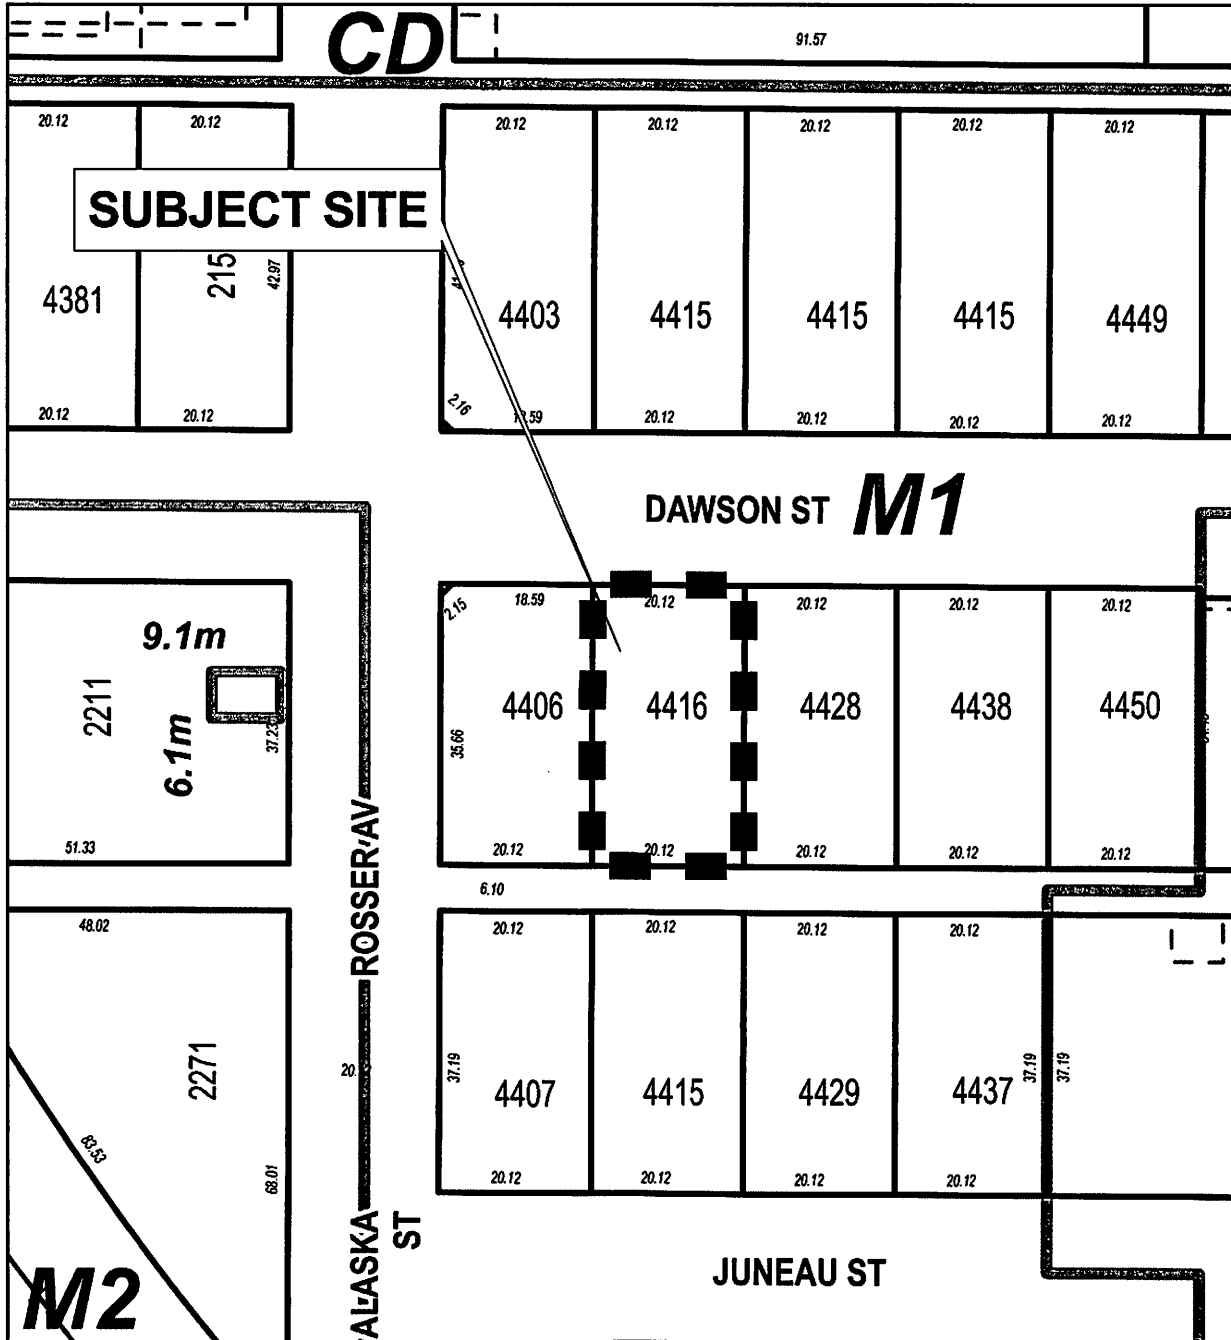 CD
91.57
20.12 20.12 20.12 20.12 20.12 20.12 20.12
SUBJECT SITE
215 42.97
4381 4403 4415 4415 4415 4449
2.16
20.12 20.12 20.12 20.12 20.12 20.12
DAWSON ST M1
2.15 18.59 20.12 20.12 20.12 20.12
9.1m
2211 4406 4416 4428 4438 4450
6.1m 37.23 35.66
ROSSER AV
51.33 20.12 20.12 20.12 20.12 20.12
6.10
48.02 20.12 20.12 20.12 20.12
2271 20. 37.19 37.19 37.19
4407 4415 4429 4437
83.53
68.01 20.12 20.12 20.12 20.12
ALASKA ST
JUNEAU ST
M2